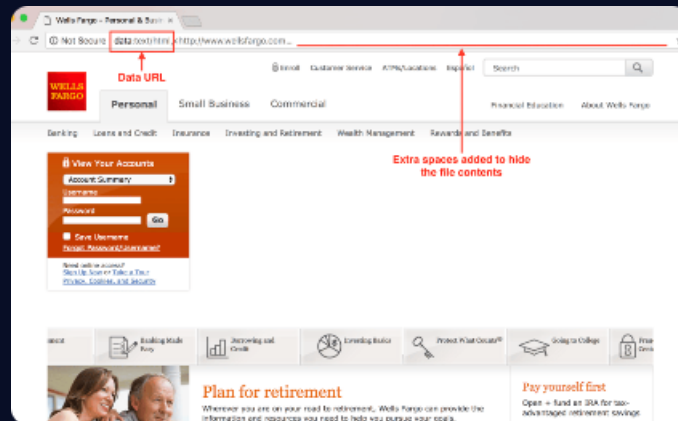 Wells Fargo - Personal & Busin
Not Secure data:text/html, http://www.wellsfargo.com...
Data URL
Enroll Customer Service ATMs/Locations Español Search
WELLS
FARGO
Personal Small Business Commercial
Financial Education About Wells Fargo
Banking Loans and Credit Insurance Investing and Retirement Wealth Management Rewards and Benefits
Extra spaces added to hide
the file contents
View Your Accounts
Account Summary
Username
Password
Go
Save Username
Forgot Password/Username?
Need online access?
Sign Up Now or Take a Tour
Privacy, Cookies, and Security
Banking Made
Easy
Borrowing and
Credit
Investing Basics
Protect What Counts®
Going to College
Plan for retirement
Wherever you are on your road to retirement, Wells Fargo can provide the
information and resources you need to help you pursue your goals.
Pay yourself first
Open + fund an IRA for tax-
advantaged retirement savings